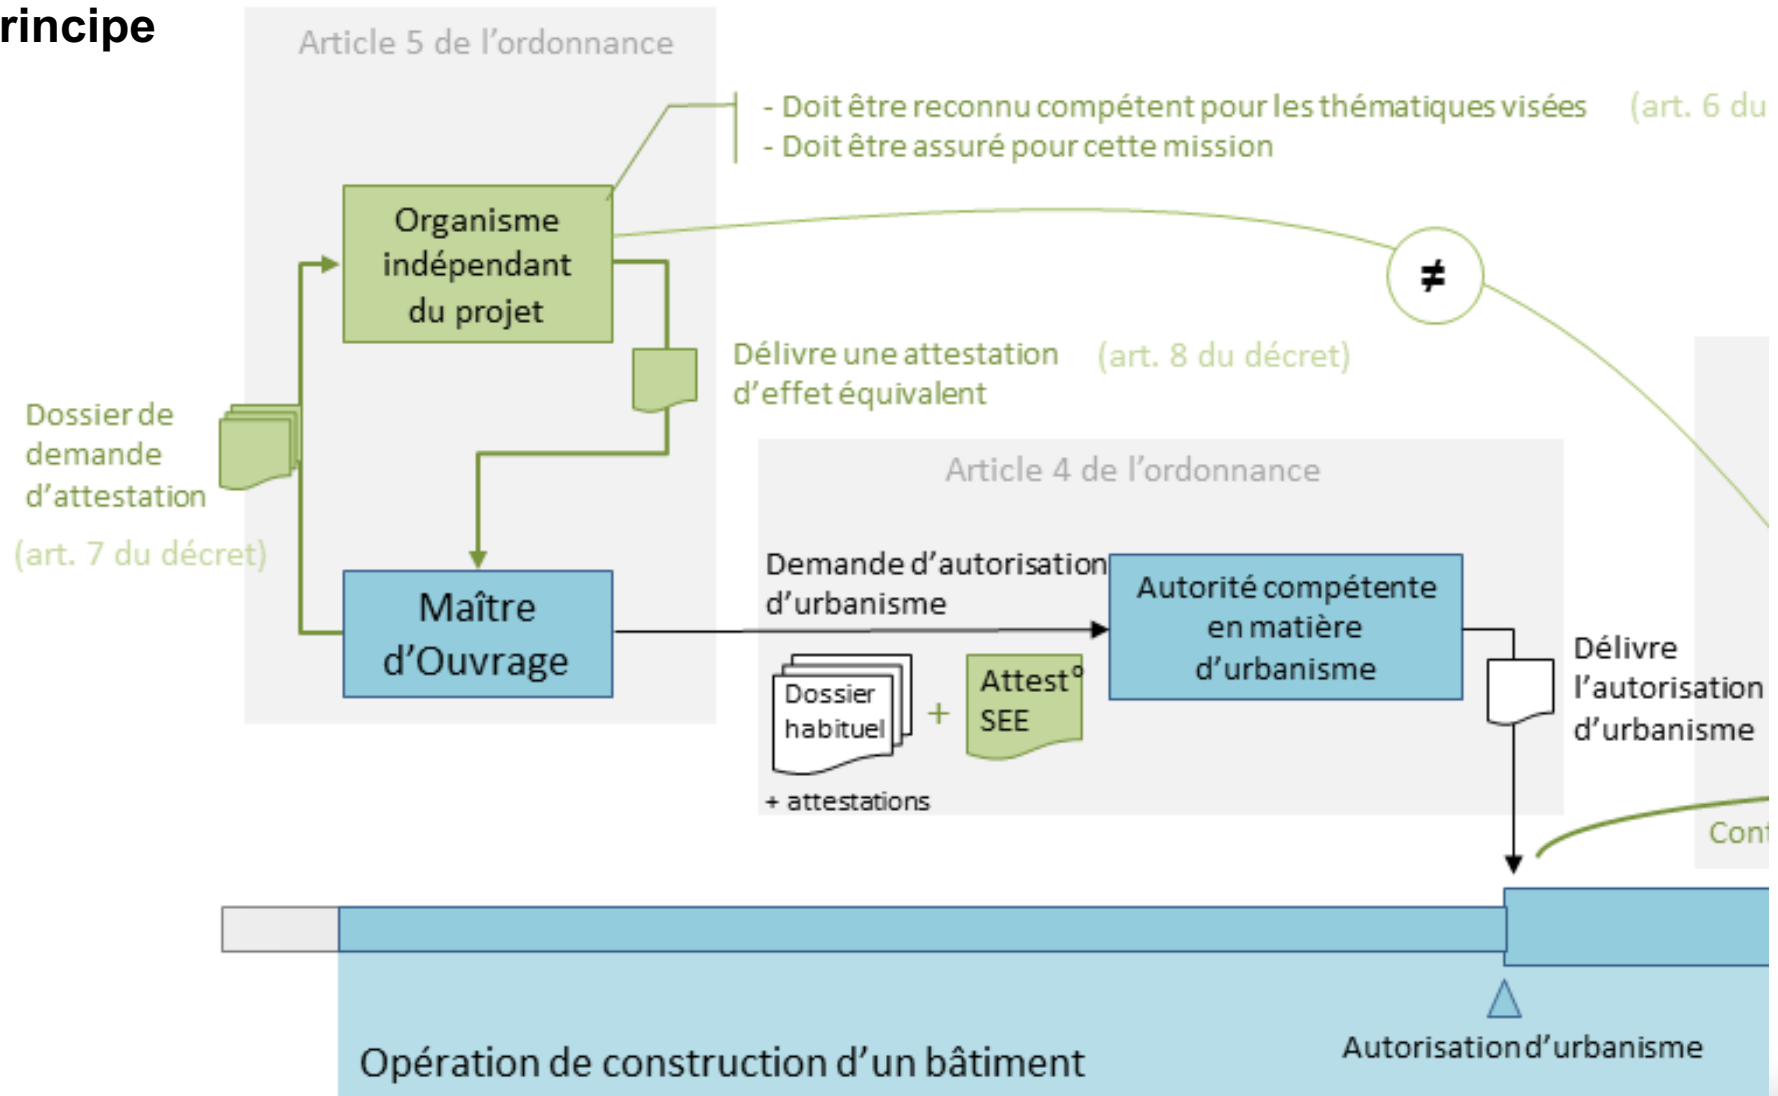 rincipe
Article 5 de l’ordonnance
- Doit être reconnu compétent pour les thématiques visées (art. 6 du
- Doit être assuré pour cette mission
Organisme
indépendant
du projet
≠
Délivre une attestation (art. 8 du décret)
d’effet équivalent
Dossier de
demande
d’attestation
(art. 7 du décret)
Article 4 de l’ordonnance
Maître
d’Ouvrage
Demande d’autorisation
d’urbanisme
Autorité compétente
en matière
d’urbanisme
Dossier
habituel
+
Attest°
SEE
+ attestations
Délivre
l’autorisation
d’urbanisme
Cont
Autorisation d’urbanisme
Opération de construction d’un bâtiment